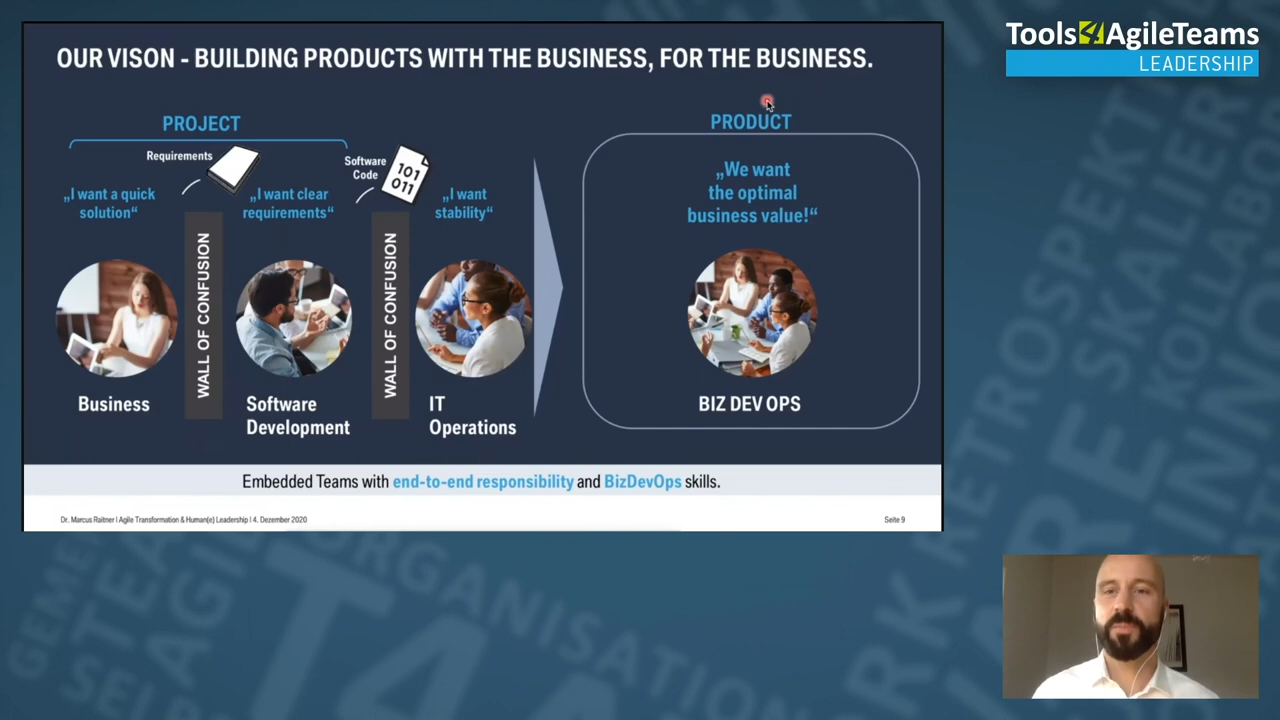 OUR VISON - BUILDING PRODUCTS WITH THE BUSINESS, FOR THE BUSINESS.
Tools4AgileTeams
LEADERSHIP
PROJECT
Requirements
„I want a quick
solution“
WALL OF CONFUSION
Business
„I want clear
requirements“
Software
Development
Software
Code
101
011
WALL OF CONFUSION
„I want
stability“
IT
Operations
PRODUCT
„We want
the optimal
business value!“
BIZ DEV OPS
Embedded Teams with end-to-end responsibility and BizDevOps skills.
Dr. Marcus Raitner I Agile Transformation & Human(e) Leadership I 4. Dezember 2020
Seite 9
ORGANISATION
T4A